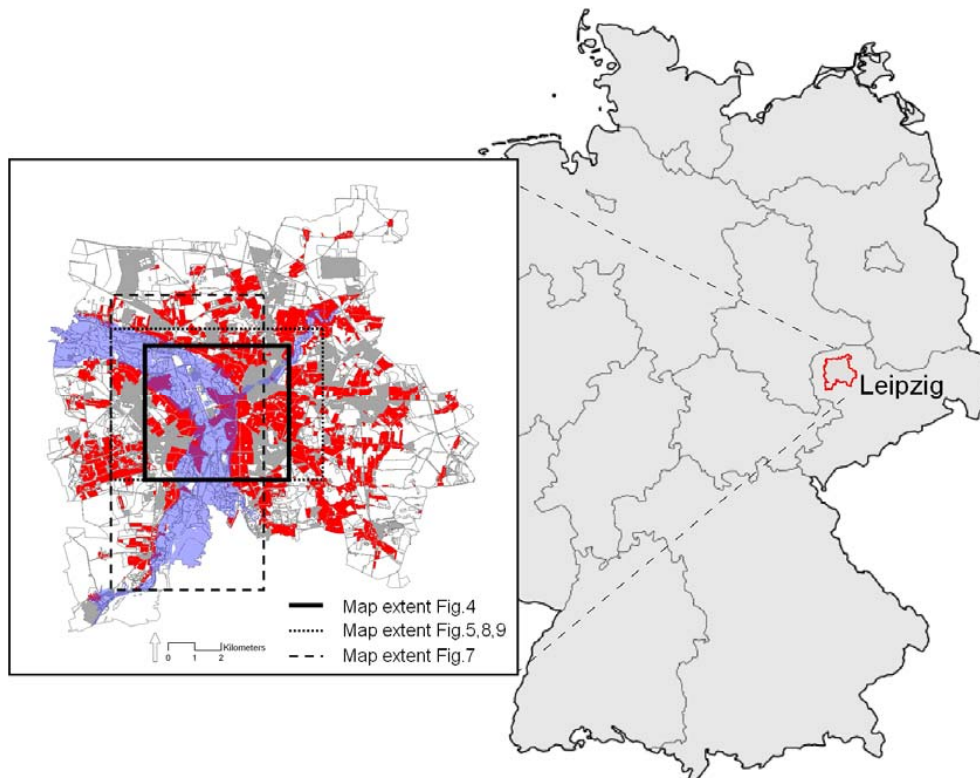 Leipzig
Map extent Fig.4
Map extent Fig.5,8,9
Map extent Fig.7
Kilometers
0 1 2